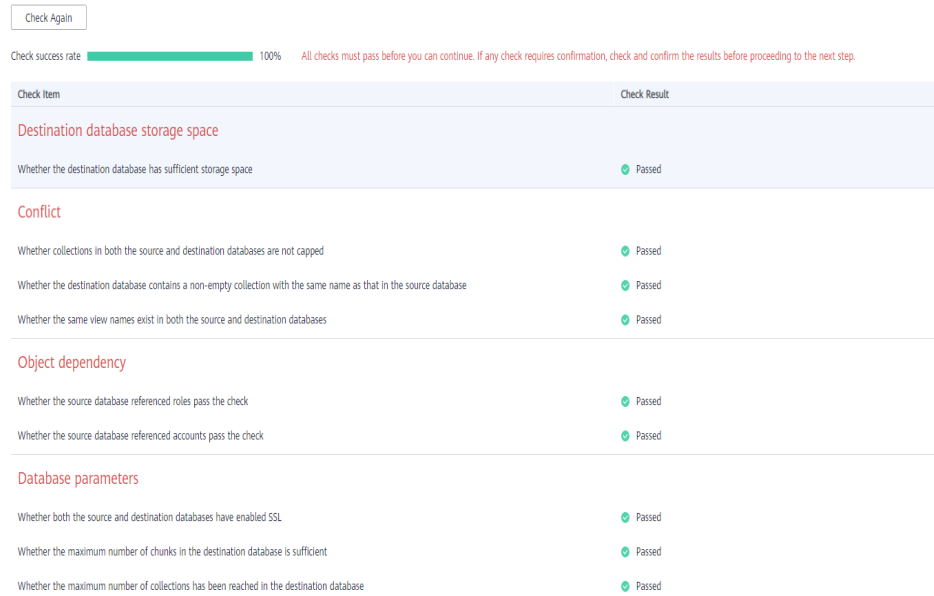 Check Again
Check success rate 100% All checks must pass before you can continue. If any check requires confirmation, check and confirm the results before proceeding to the next step.
Check Item Check Result
Destination database storage space
Whether the destination database has sufficient storage space Passed
Conflict
Whether collections in both the source and destination databases are not capped Passed
Whether the destination database contains a non-empty collection with the same name as that in the source database Passed
Whether the same view names exist in both the source and destination databases Passed
Object dependency
Whether the source database referenced roles pass the check Passed
Whether the source database referenced accounts pass the check Passed
Database parameters
Whether both the source and destination databases have enabled SSL Passed
Whether the maximum number of chunks in the destination database is sufficient Passed
Whether the maximum number of collections has been reached in the destination database Passed